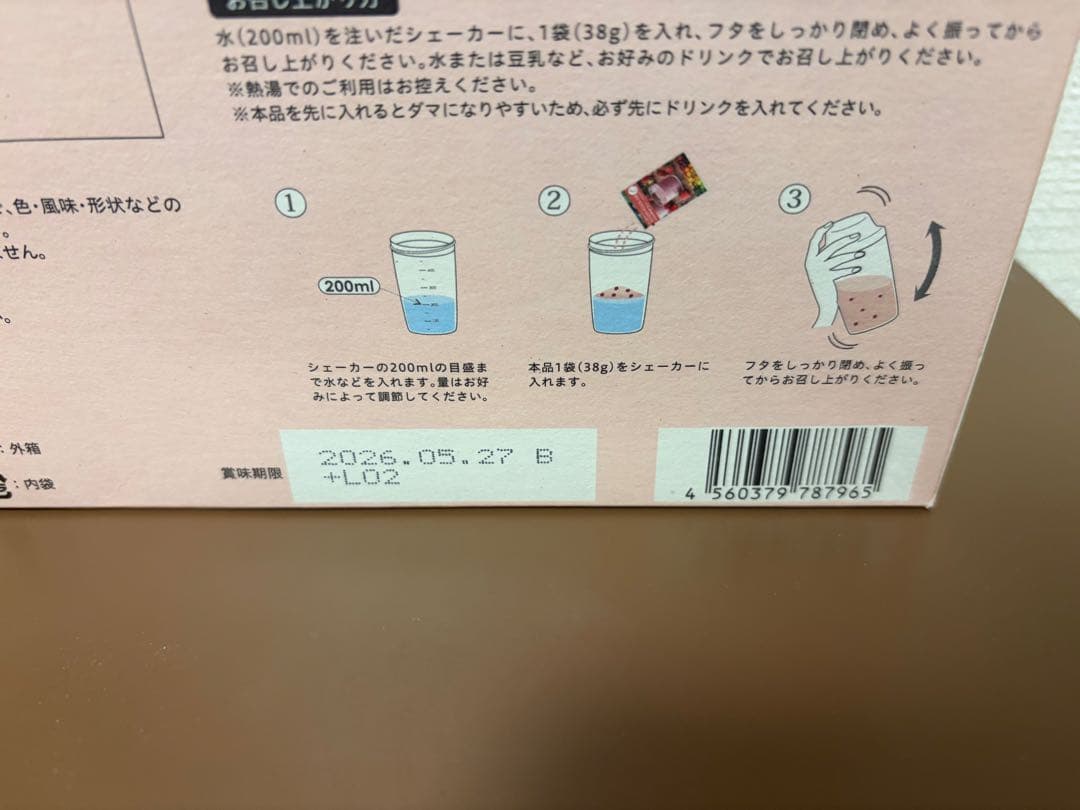 お召し上がり方
水(200ml)を注いだシェーカーに、1袋(38g)を入れ、フタをしっかり閉め、よく振ってから
お召し上がりください。水または豆乳など、お好みのドリンクでお召し上がりください。
※熱湯でのご利用はお控えください。
※本品を先に入れるとダマになりやすいため、必ず先にドリンクを入れてください。
、色・風味・形状などの
。
せん。
。
①
②
③
200ml
シェーカーの200mlの目盛ま
で水などを入れます。量はお好
みによって調節してください。
本品1袋(38g)をシェーカーに
入れます。
フタをしっかり閉め、よく振っ
てからお召し上がりください。
: 外箱
: 内袋
賞味期限
2026.05.27 B
+L02
4 560379 787965